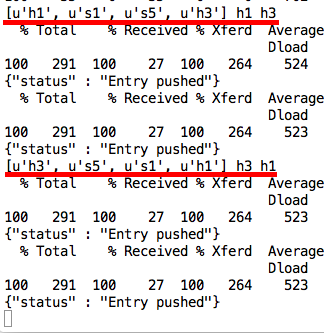 [u'h1', u's1', u's5', u'h3'] h1 h3
% Total % Received % Xferd Average
Dload
100 291 100 27 100 264 524
{"status" : "Entry pushed"}
% Total % Received % Xferd Average
Dload
100 291 100 27 100 264 523
{"status" : "Entry pushed"}
[u'h3', u's5', u's1', u'h1'] h3 h1
% Total % Received % Xferd Average
Dload
100 291 100 27 100 264 523
{"status" : "Entry pushed"}
% Total % Received % Xferd Average
Dload
100 291 100 27 100 264 523
{"status" : "Entry pushed"}